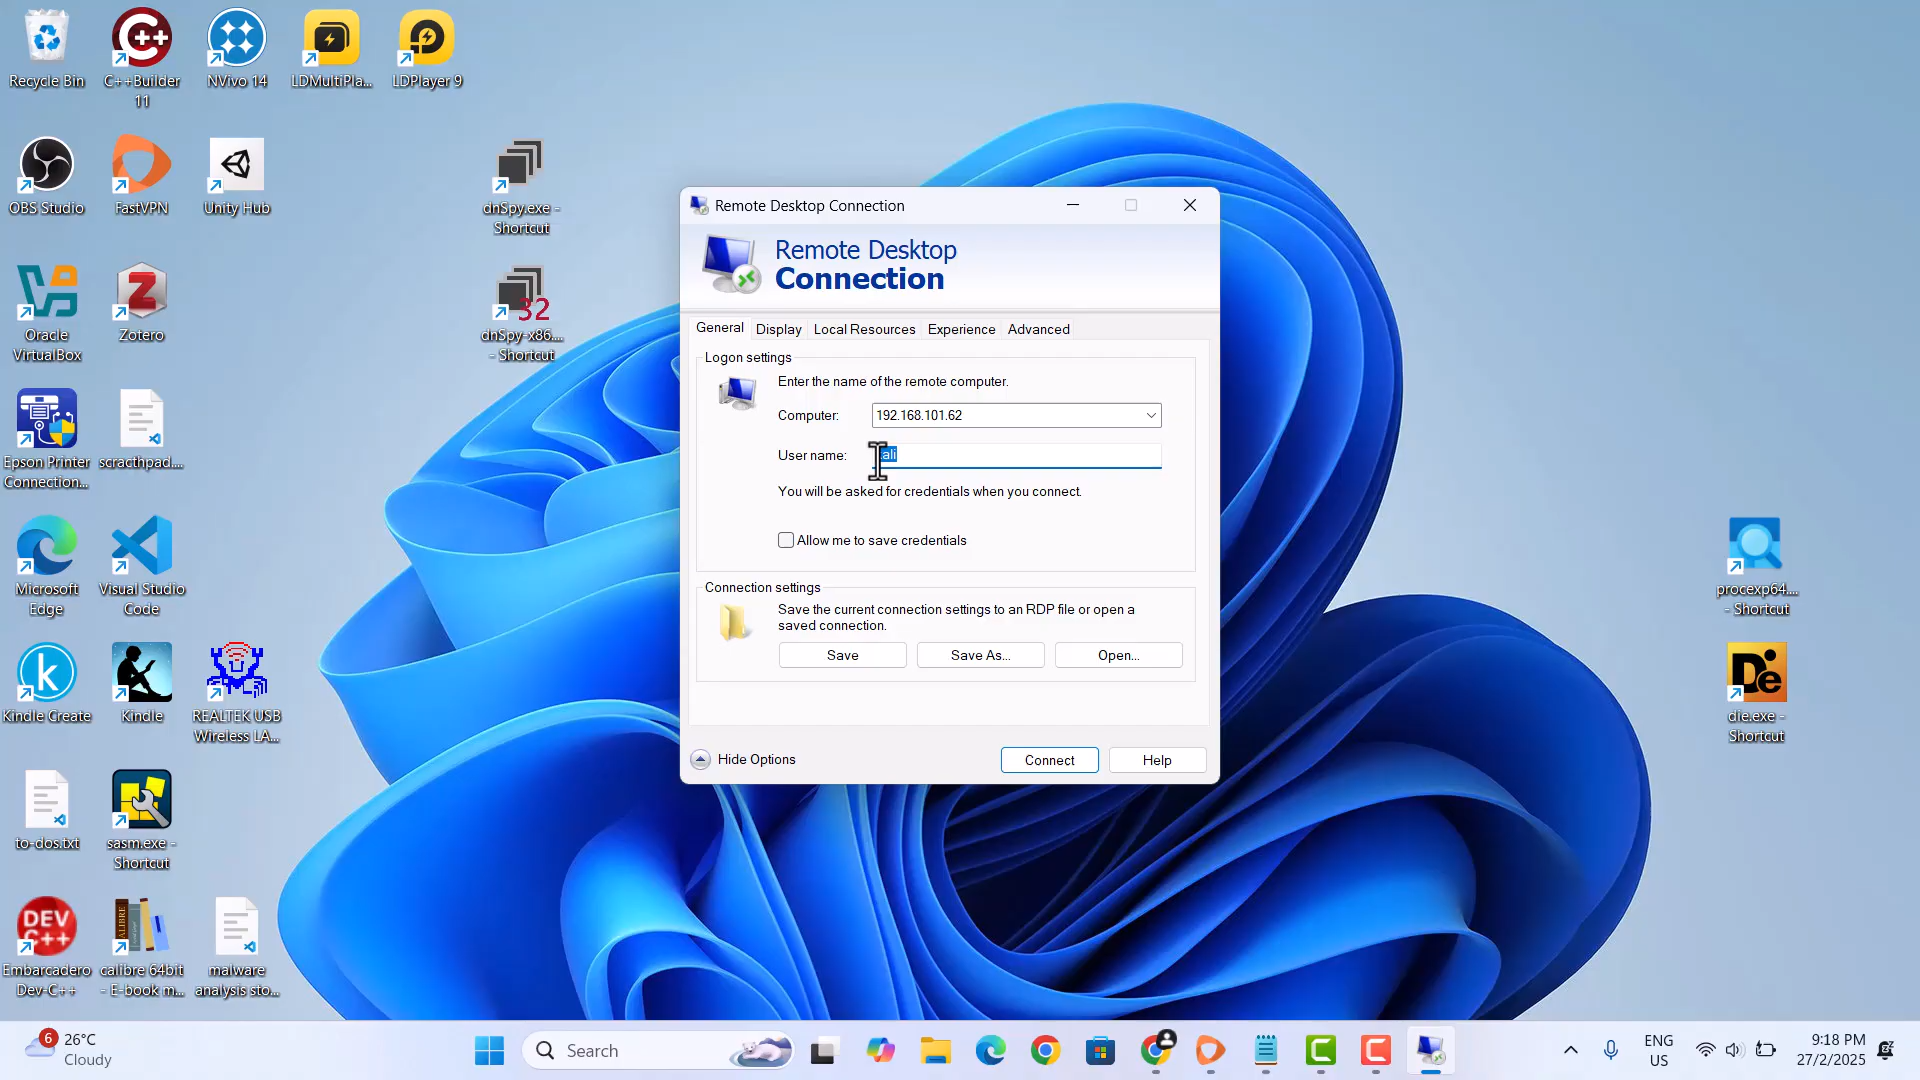 Recycle Bin
C++Builder
11
NVivo 14
LDMultiPla...
LDPlayer 9
OBS Studio
FastVPN
Unity Hub
dnSpy.exe -
Shortcut
Oracle
VirtualBox
Zotero
32
dnSpy-x86....
- Shortcut
Epson Printer
Connection...
scracthpad....
Microsoft
Edge
Visual Studio
Code
Kindle Create
Kindle
REALTEK USB
Wireless LA...
to-dos.txt
sasm.exe -
Shortcut
DEV
C++
Embarcadero
Dev-C++
CALIBRE
calibre 64bit
- E-book m...
malware
analysis sto...
procexp64....
- Shortcut
De
die.exe -
Shortcut
Remote Desktop Connection
Remote Desktop
Connection
General
Display
Local Resources
Experience
Advanced
Logon settings
Enter the name of the remote computer.
Computer:
192.168.101.62
User name:
You will be asked for credentials when you connect.
Allow me to save credentials
Connection settings
Save the current connection settings to an RDP file or open a
saved connection.
Save
Save As...
Open...
Hide Options
Connect
Help
6
26°C
Cloudy
Search
ENG
US
9:18 PM
27/2/2025